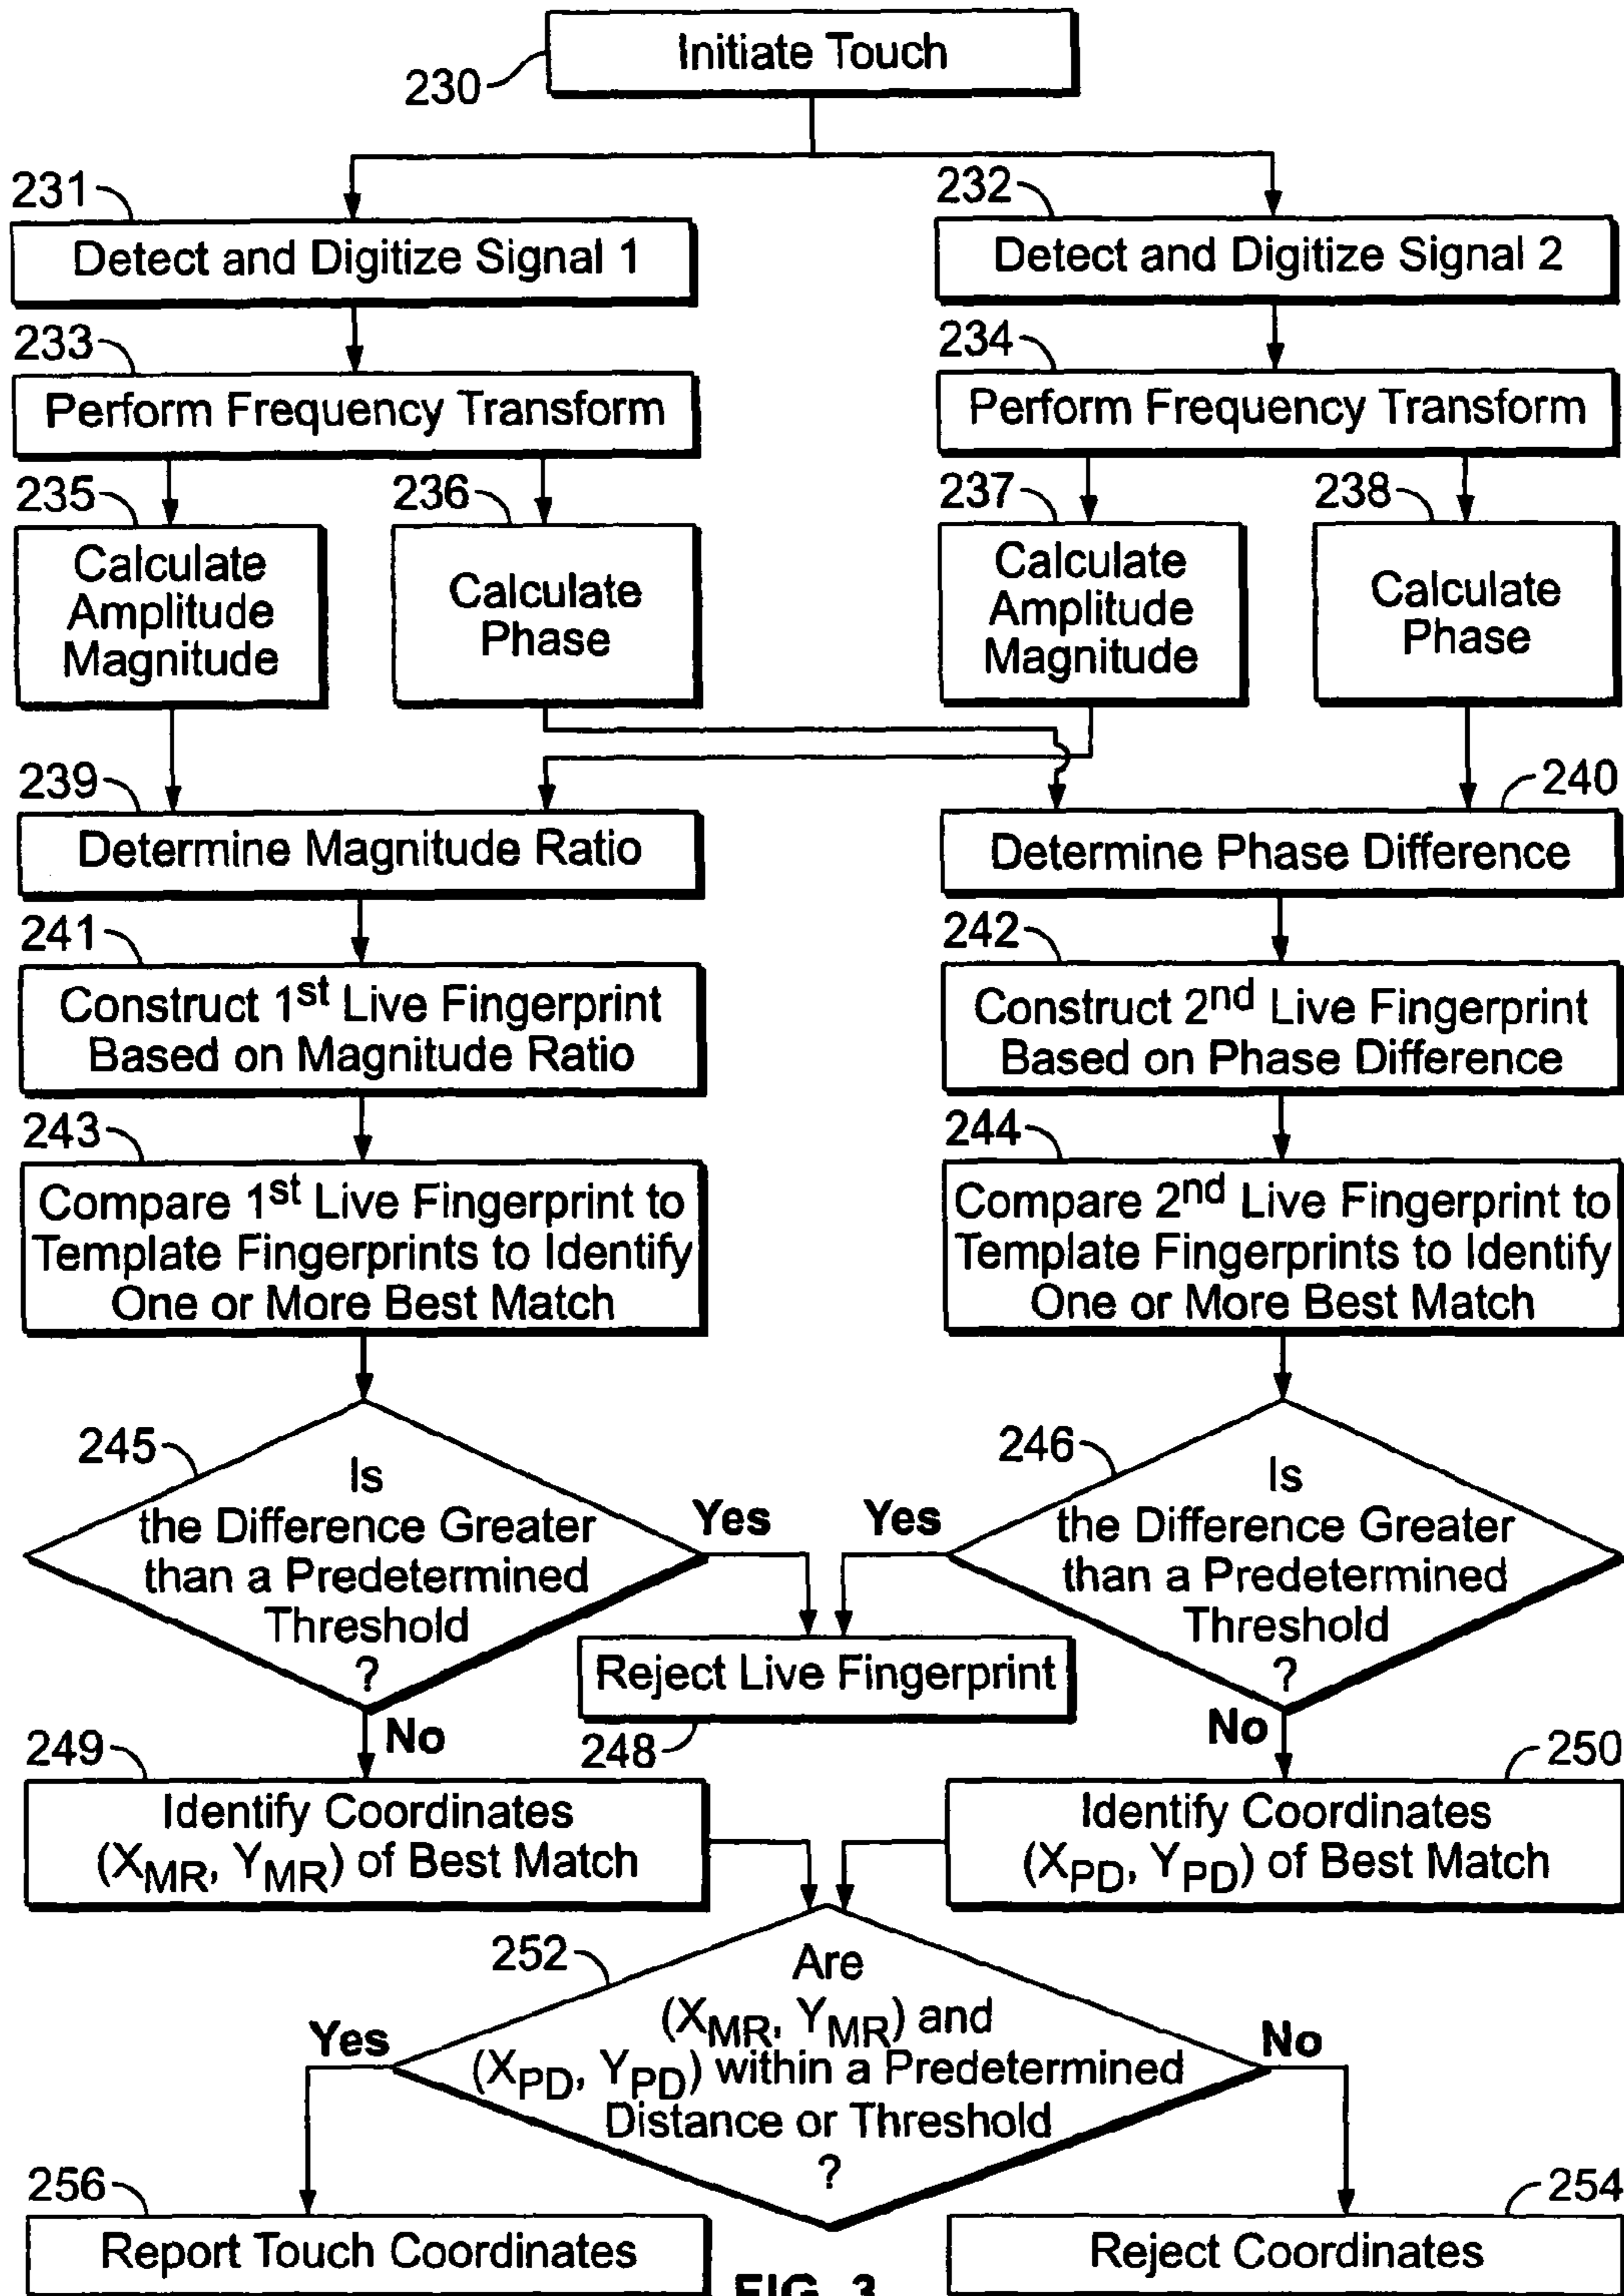 Initiate Touch
230
231
232
Detect and Digitize Signal 1
Detect and Digitize Signal 2
233
234
Perform Frequency Transform
Perform Frequency Transform
235
236
237
238
Calculate
Amplitude
Magnitude
Calculate
Phase
Calculate
Amplitude
Magnitude
Calculate
Phase
239
240
Determine Magnitude Ratio
Determine Phase Difference
241
242
Construct 1st Live Fingerprint
Based on Magnitude Ratio
Construct 2nd Live Fingerprint
Based on Phase Difference
243
244
Compare 1st Live Fingerprint to
Template Fingerprints to Identify
One or More Best Match
Compare 2nd Live Fingerprint to
Template Fingerprints to Identify
One or More Best Match
245
246
Is
the Difference Greater
than a Predetermined
Threshold
?
Yes
Yes
Is
the Difference Greater
than a Predetermined
Threshold
?
Reject Live Fingerprint
248
No
No
249
250
Identify Coordinates
(XMR, YMR) of Best Match
Identify Coordinates
(XPD, YPD) of Best Match
252
Are
(XMR, YMR) and
(XPD, YPD) within a Predetermined
Distance or Threshold
?
Yes
No
256
254
Report Touch Coordinates
Reject Coordinates
FIG. 3